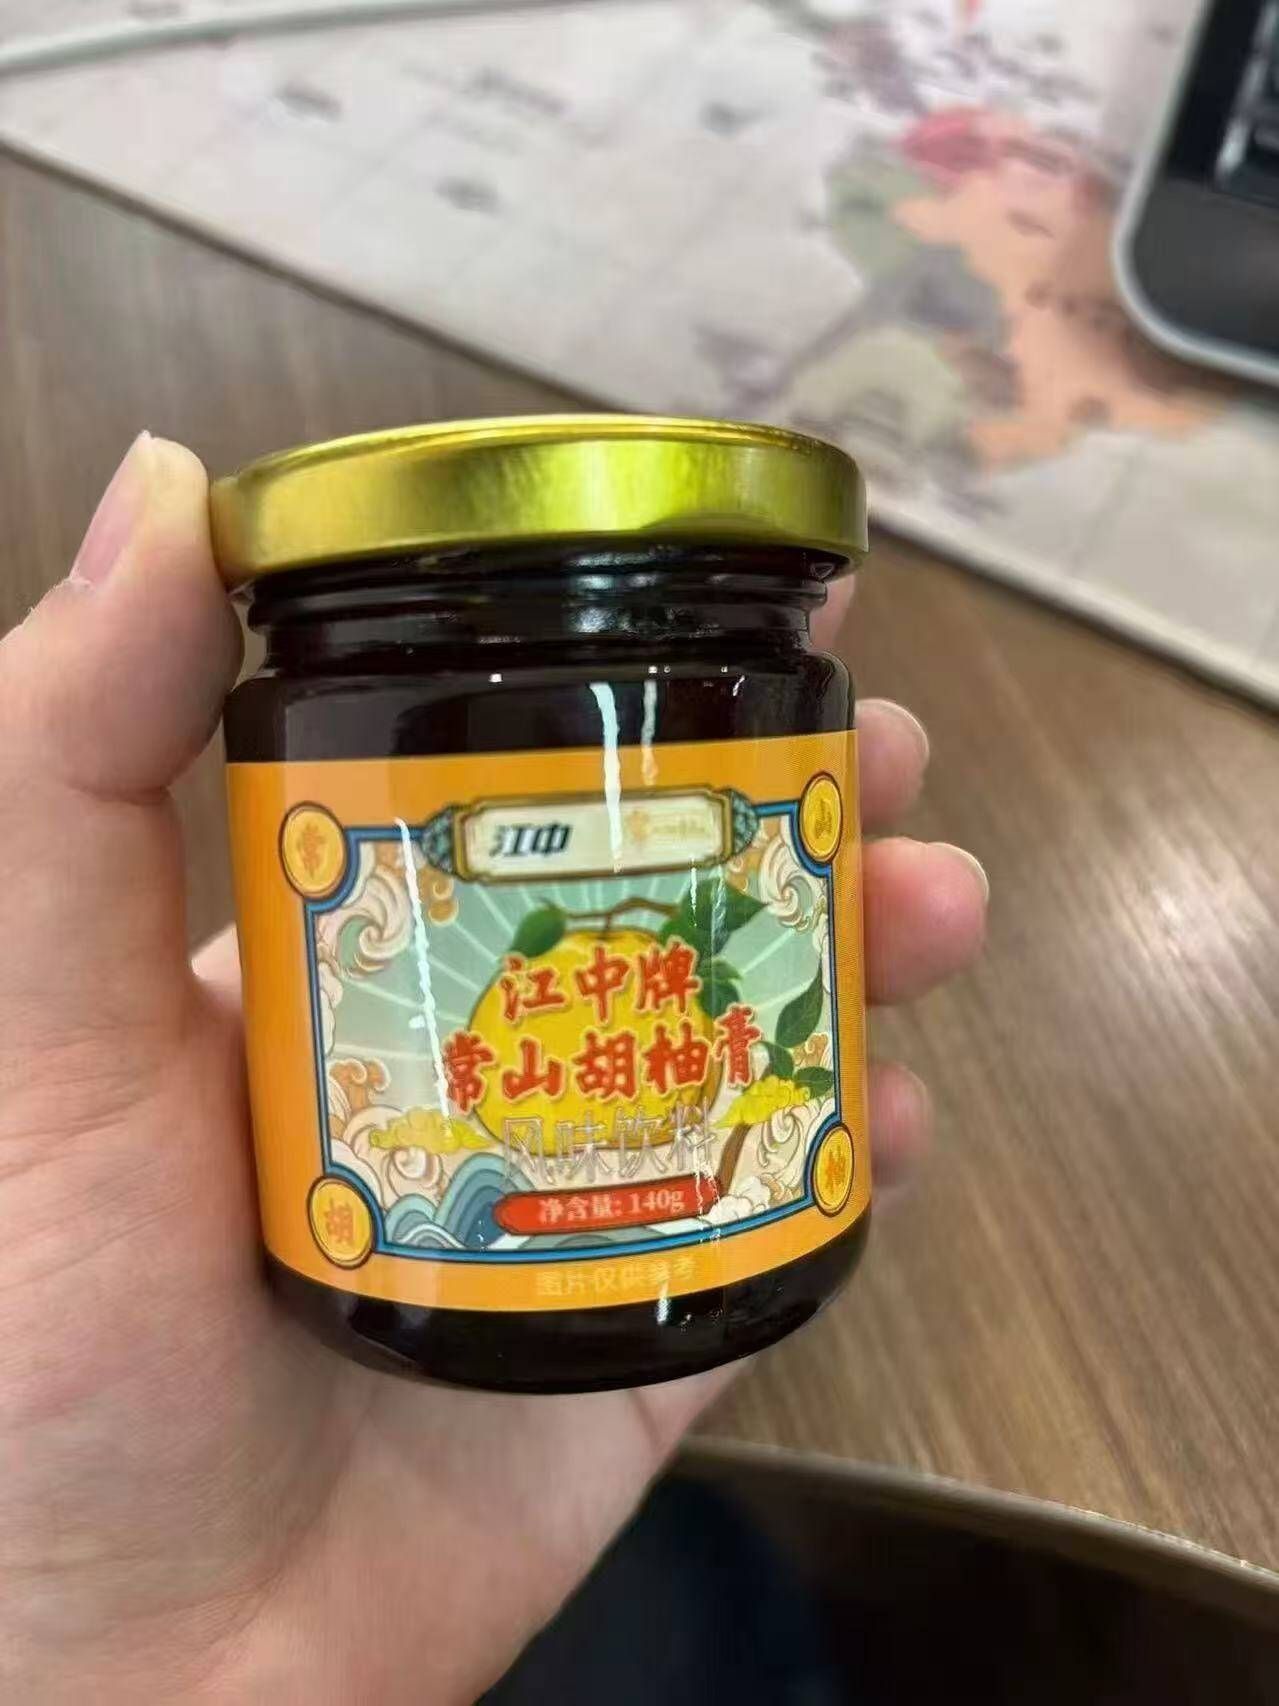 常
山
江中
江中牌
常山胡柚膏
风味饮料
净含量: 140g
胡
柚
图片仅供参考